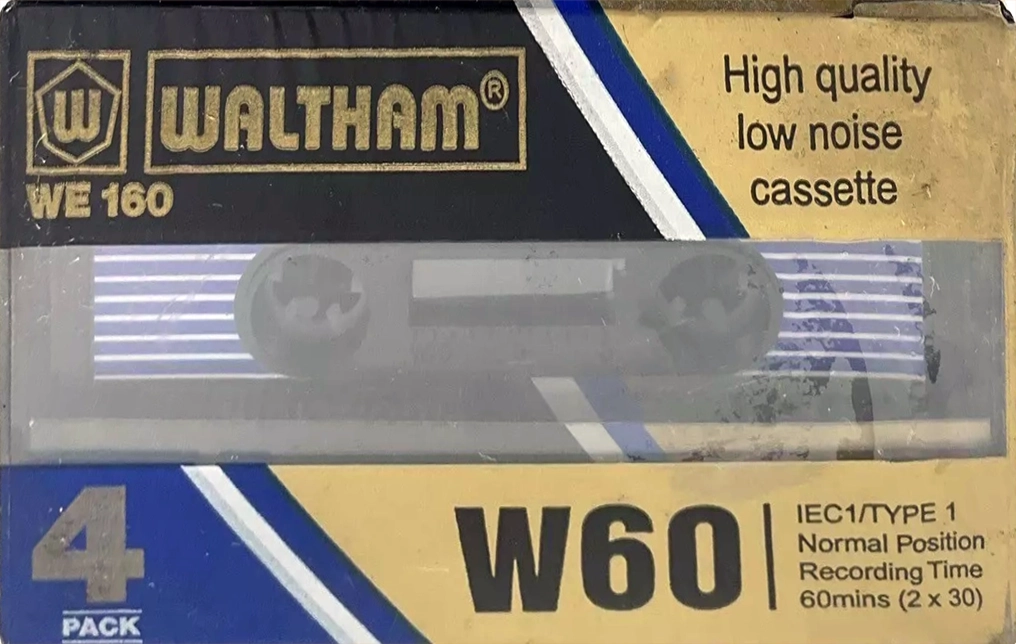 W WALTHAM®
WE 160
High quality
low noise
cassette
4
PACK
W60
IEC1/TYPE 1
Normal Position
Recording Time
60mins (2 x 30)